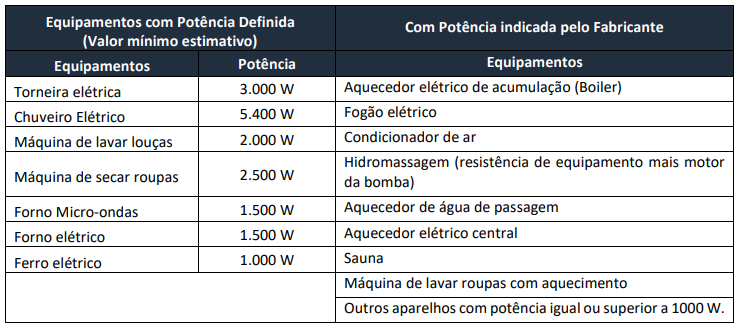 Equipamentos com Potência Definida
(Valor mínimo estimativo)
Com Potência indicada pelo Fabricante
Equipamentos
Potência
Equipamentos
Torneira elétrica
3.000 W
Aquecedor elétrico de acumulação (Boiler)
Chuveiro Elétrico
5.400 W
Fogão elétrico
Máquina de lavar louças
2.000 W
Condicionador de ar
Máquina de secar roupas
2.500 W
Hidromassagem (resistência de equipamento mais motor
da bomba)
Forno Micro-ondas
1.500 W
Aquecedor de água de passagem
Forno elétrico
1.500 W
Aquecedor elétrico central
Ferro elétrico
1.000 W
Sauna
Máquina de lavar roupas com aquecimento
Outros aparelhos com potência igual ou superior a 1000 W.